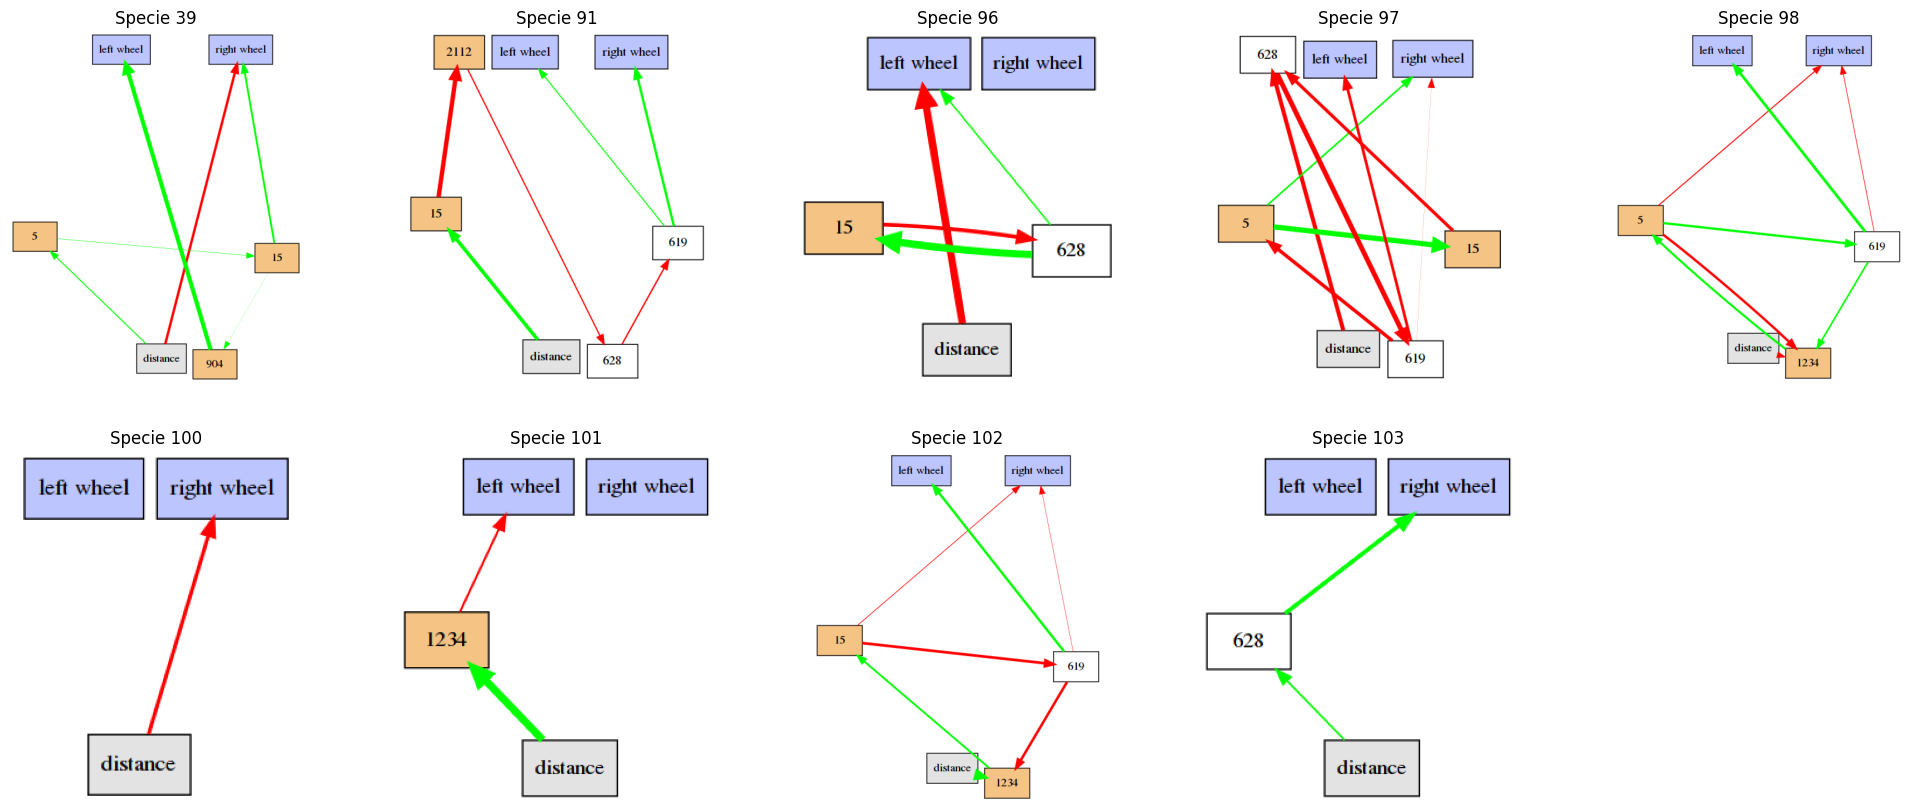 Specie 39
left wheel
right wheel
5
15
distance
904
Specie 91
2112
left wheel
right wheel
15
619
distance
628
Specie 96
left wheel
right wheel
15
628
distance
Specie 97
628
left wheel
right wheel
5
15
distance
619
Specie 98
left wheel
right wheel
5
619
distance
1234
Specie 100
left wheel
right wheel
distance
Specie 101
left wheel
right wheel
1234
distance
Specie 102
left wheel
right wheel
15
619
distance
1234
Specie 103
left wheel
right wheel
628
distance